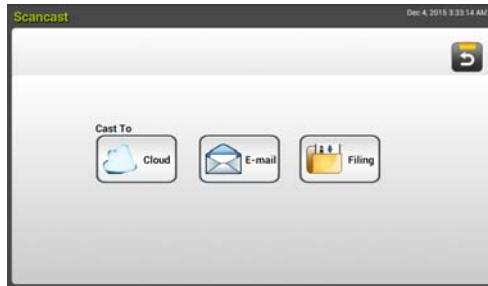 Scancast
Dec 4, 2015 3:33:14 AM
Cast To
Cloud
E-mail
Filing